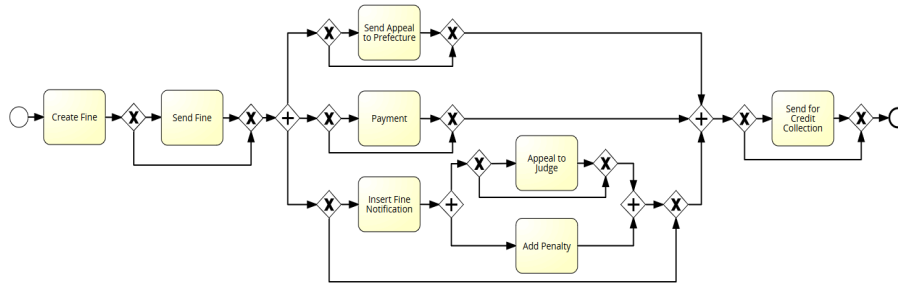 Send Appeal
to Prefecture
Create Fine
Send Fine
Payment
Send for
Credit
Collection
Appeal to
Judge
Insert Fine
Notification
Add Penalty